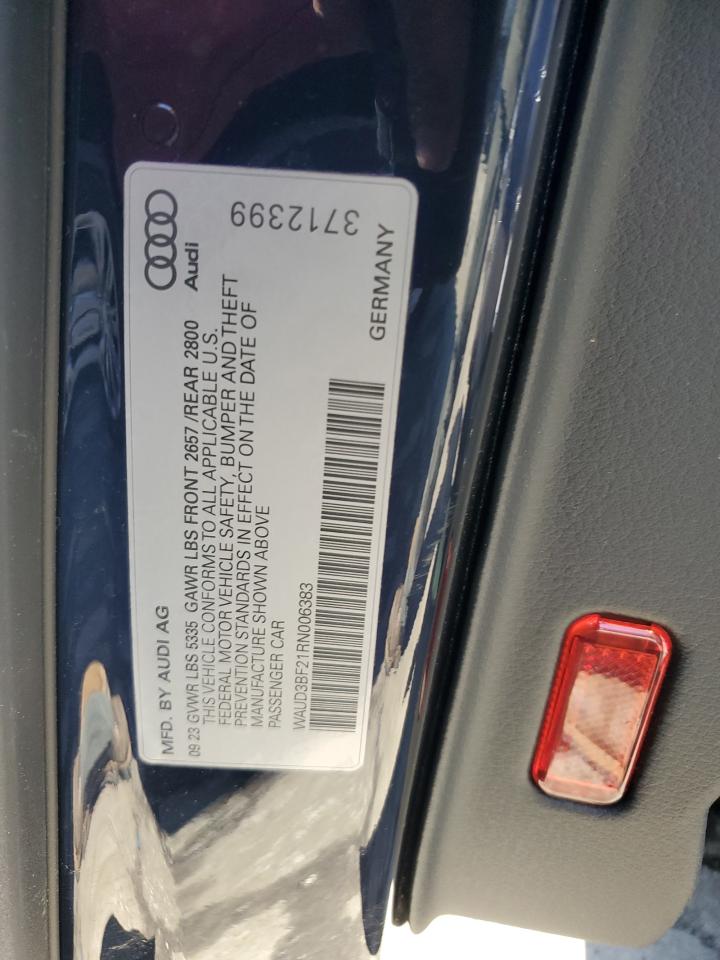 MFD. BY AUDI AG
Audi
09 23 GVWR LBS 5335 GAWR LBS FRONT 2657 /REAR 2800
THIS VEHICLE CONFORMS TO ALL APPLICABLE U.S.
FEDERAL MOTOR VEHICLE SAFETY, BUMPER AND THEFT
PREVENTION STANDARDS IN EFFECT ON THE DATE OF
MANUFACTURE SHOWN ABOVE
PASSENGER CAR
WAUD3BF21RN006383
GERMANY
3712399